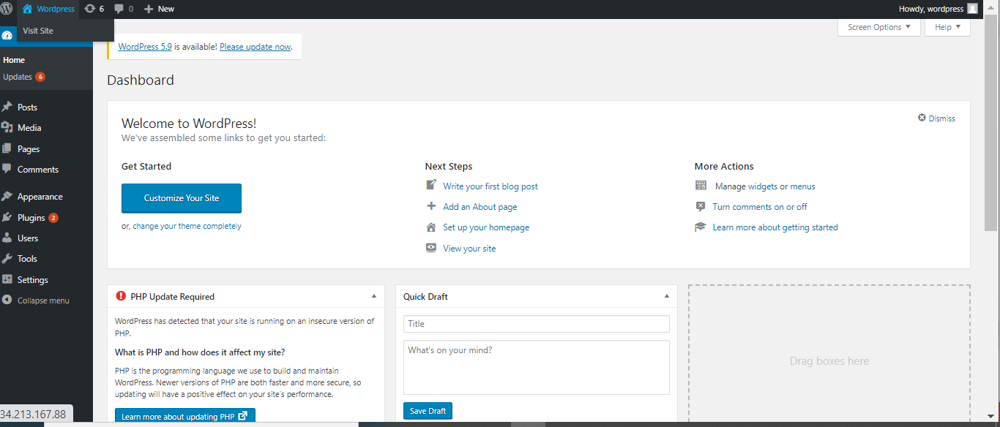 Wordpress 6 0 New Howdy, wordpress
Visit Site
Screen Options Help
WordPress 5.9 is available! Please update now.
Home
Updates 6
Posts
Media
Pages
Comments
Appearance
Plugins 2
Users
Tools
Settings
Collapse menu
Dashboard
Welcome to WordPress!
We've assembled some links to get you started:
Dismiss
Get Started
Customize Your Site
or, change your theme completely
Next Steps
Write your first blog post
Add an About page
Set up your homepage
View your site
More Actions
Manage widgets or menus
Turn comments on or off
Learn more about getting started
PHP Update Required
WordPress has detected that your site is running on an insecure version of
PHP.
What is PHP and how does it affect my site?
PHP is the programming language we use to build and maintain
WordPress. Newer versions of PHP are both faster and more secure, so
updating will have a positive effect on your site's performance.
Learn more about updating PHP
Quick Draft
Title
What's on your mind?
Save Draft
Drag boxes here
34.213.167.88